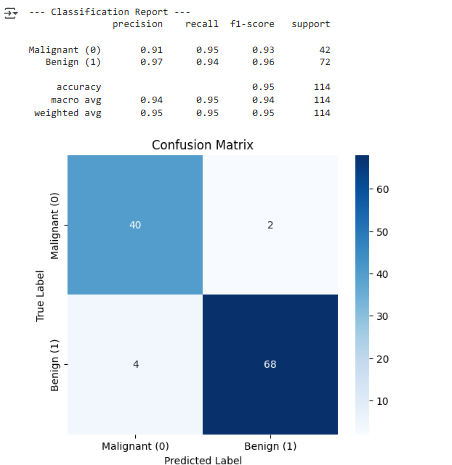 --- Classification Report ---
precision recall f1-score support
Malignant (0) 0.91 0.95 0.93 42
Benign (1) 0.97 0.94 0.96 72
accuracy 0.95 114
macro avg 0.94 0.95 0.94 114
weighted avg 0.95 0.95 0.95 114
Confusion Matrix
True Label
Malignant (0)
Benign (1)
40 2
4 68
Malignant (0) Benign (1)
Predicted Label
60
50
40
30
20
10